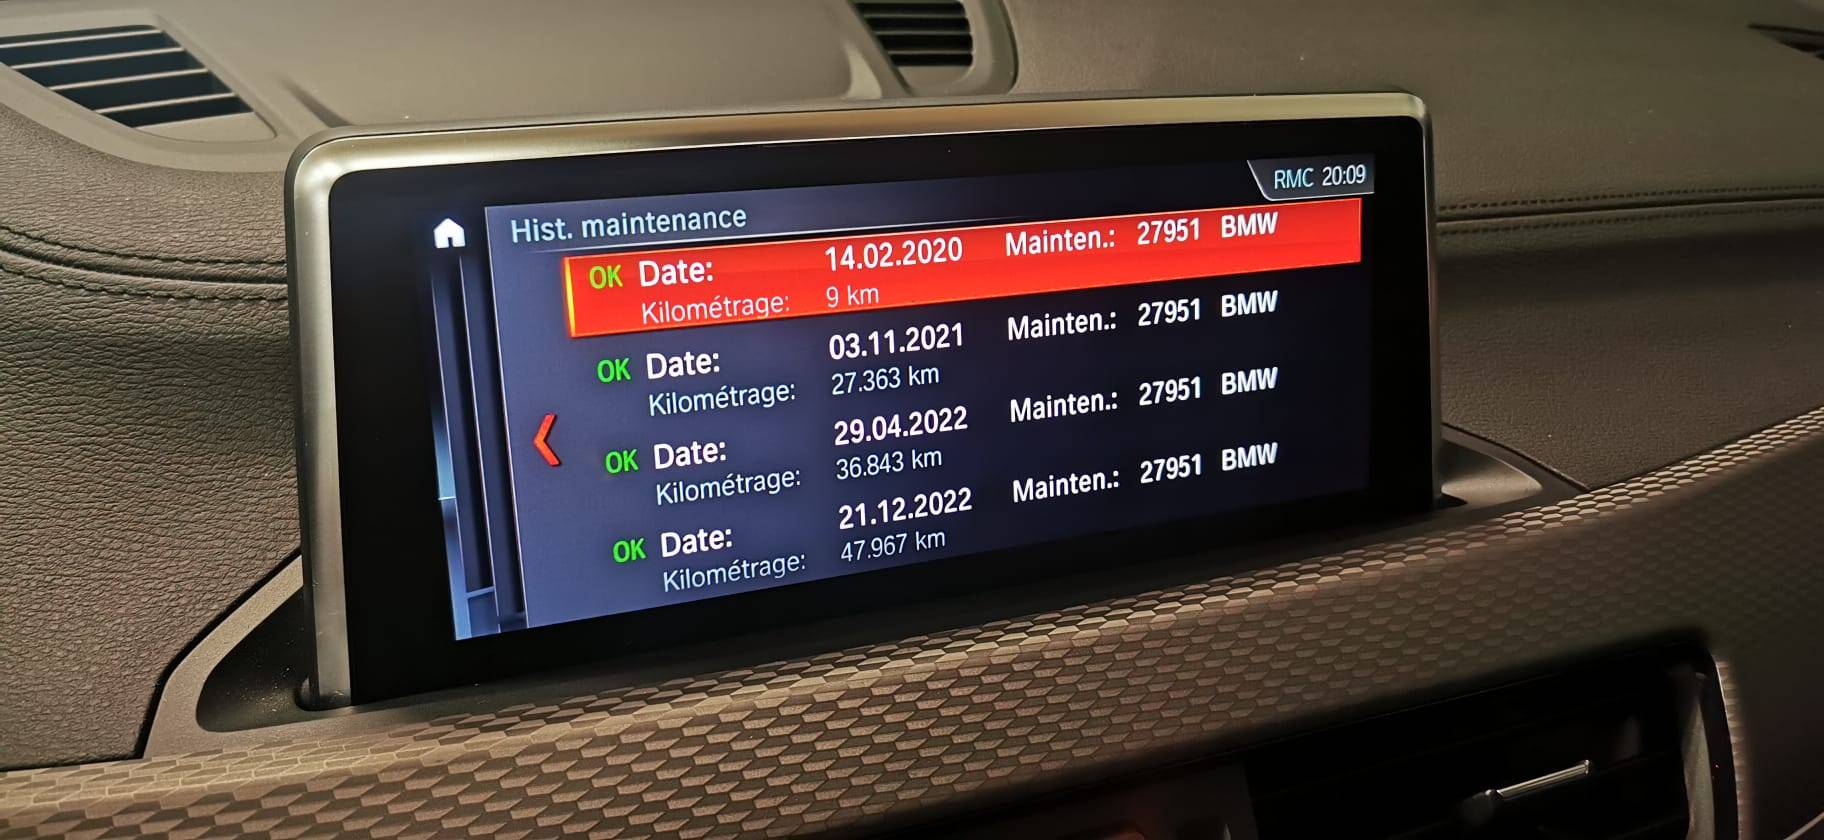 RMC 20:09
Hist. maintenance
OK Date: 14.02.2020 Mainten.: 27951 BMW
Kilométrage: 9 km
OK Date: 03.11.2021 Mainten.: 27951 BMW
Kilométrage: 27.363 km
OK Date: 29.04.2022 Mainten.: 27951 BMW
Kilométrage: 36.843 km
OK Date: 21.12.2022 Mainten.: 27951 BMW
Kilométrage: 47.967 km